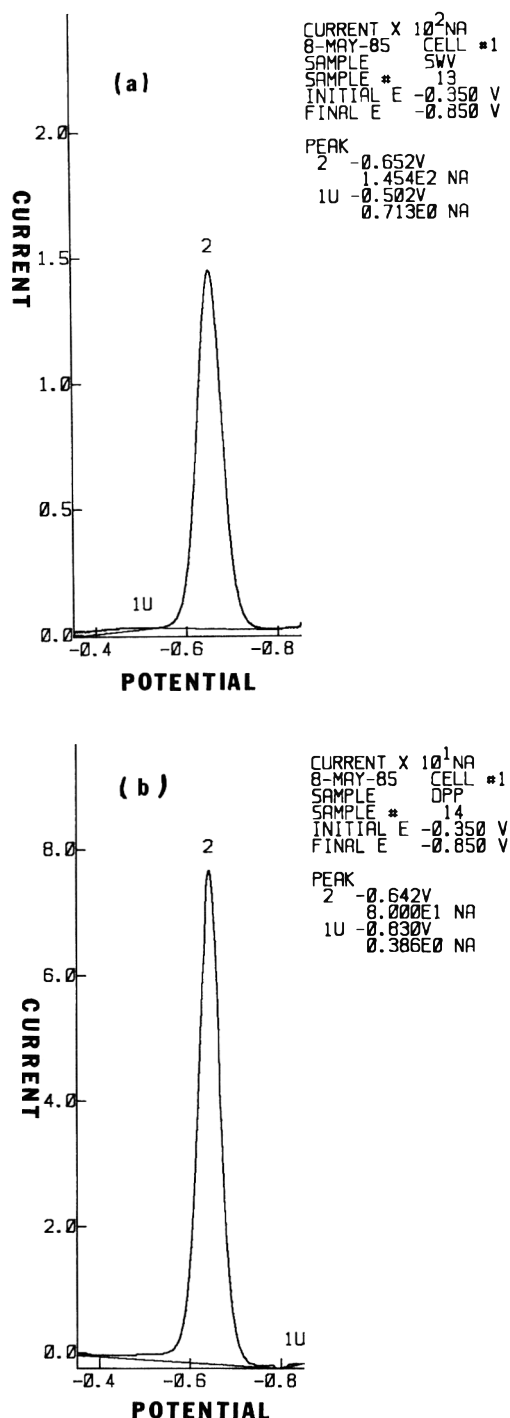 (a)
CURRENT X 10²NA
8-MAY-85 CELL #1
SAMPLE SWV
SAMPLE # 13
INITIAL E -0.350 V
FINAL E -0.850 V
PEAK
2 -0.652V
1.454E2 NA
1U -0.502V
0.713E0 NA
CURRENT
2.0
1.5
1.0
0.5
0.0
2
1U
-0.4 -0.6 -0.8
POTENTIAL
(b)
CURRENT X 10¹NA
8-MAY-85 CELL #1
SAMPLE DPP
SAMPLE # 14
INITIAL E -0.350 V
FINAL E -0.850 V
PEAK
2 -0.642V
8.000E1 NA
1U -0.830V
0.386E0 NA
CURRENT
8.0
6.0
4.0
2.0
0.0
2
1U
-0.4 -0.6 -0.8
POTENTIAL